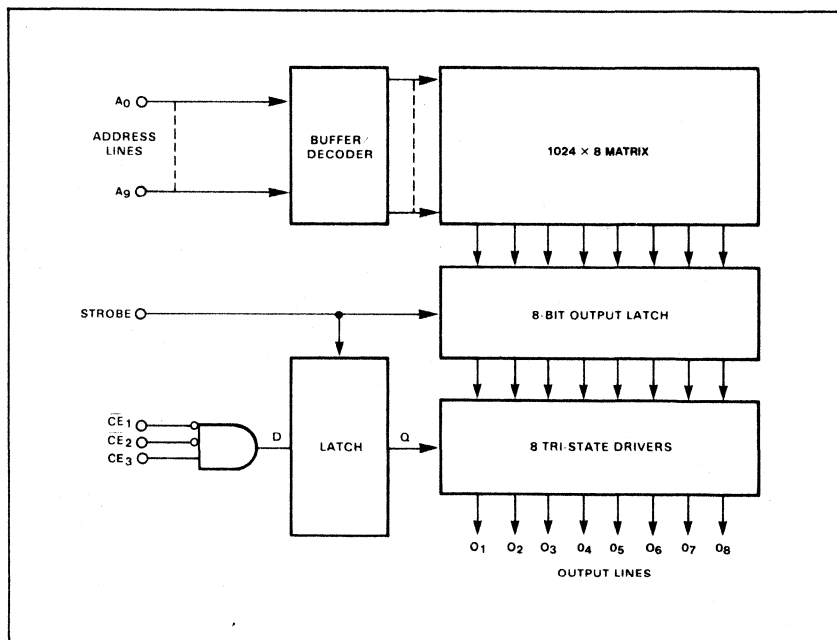 A0
ADDRESS
LINES
A9
BUFFER/
DECODER
1024 × 8 MATRIX
STROBE
8-BIT OUTPUT LATCH
CE1
CE2
CE3
D
LATCH
Q
8 TRI-STATE DRIVERS
O1 O2 O3 O4 O5 O6 O7 O8
OUTPUT LINES